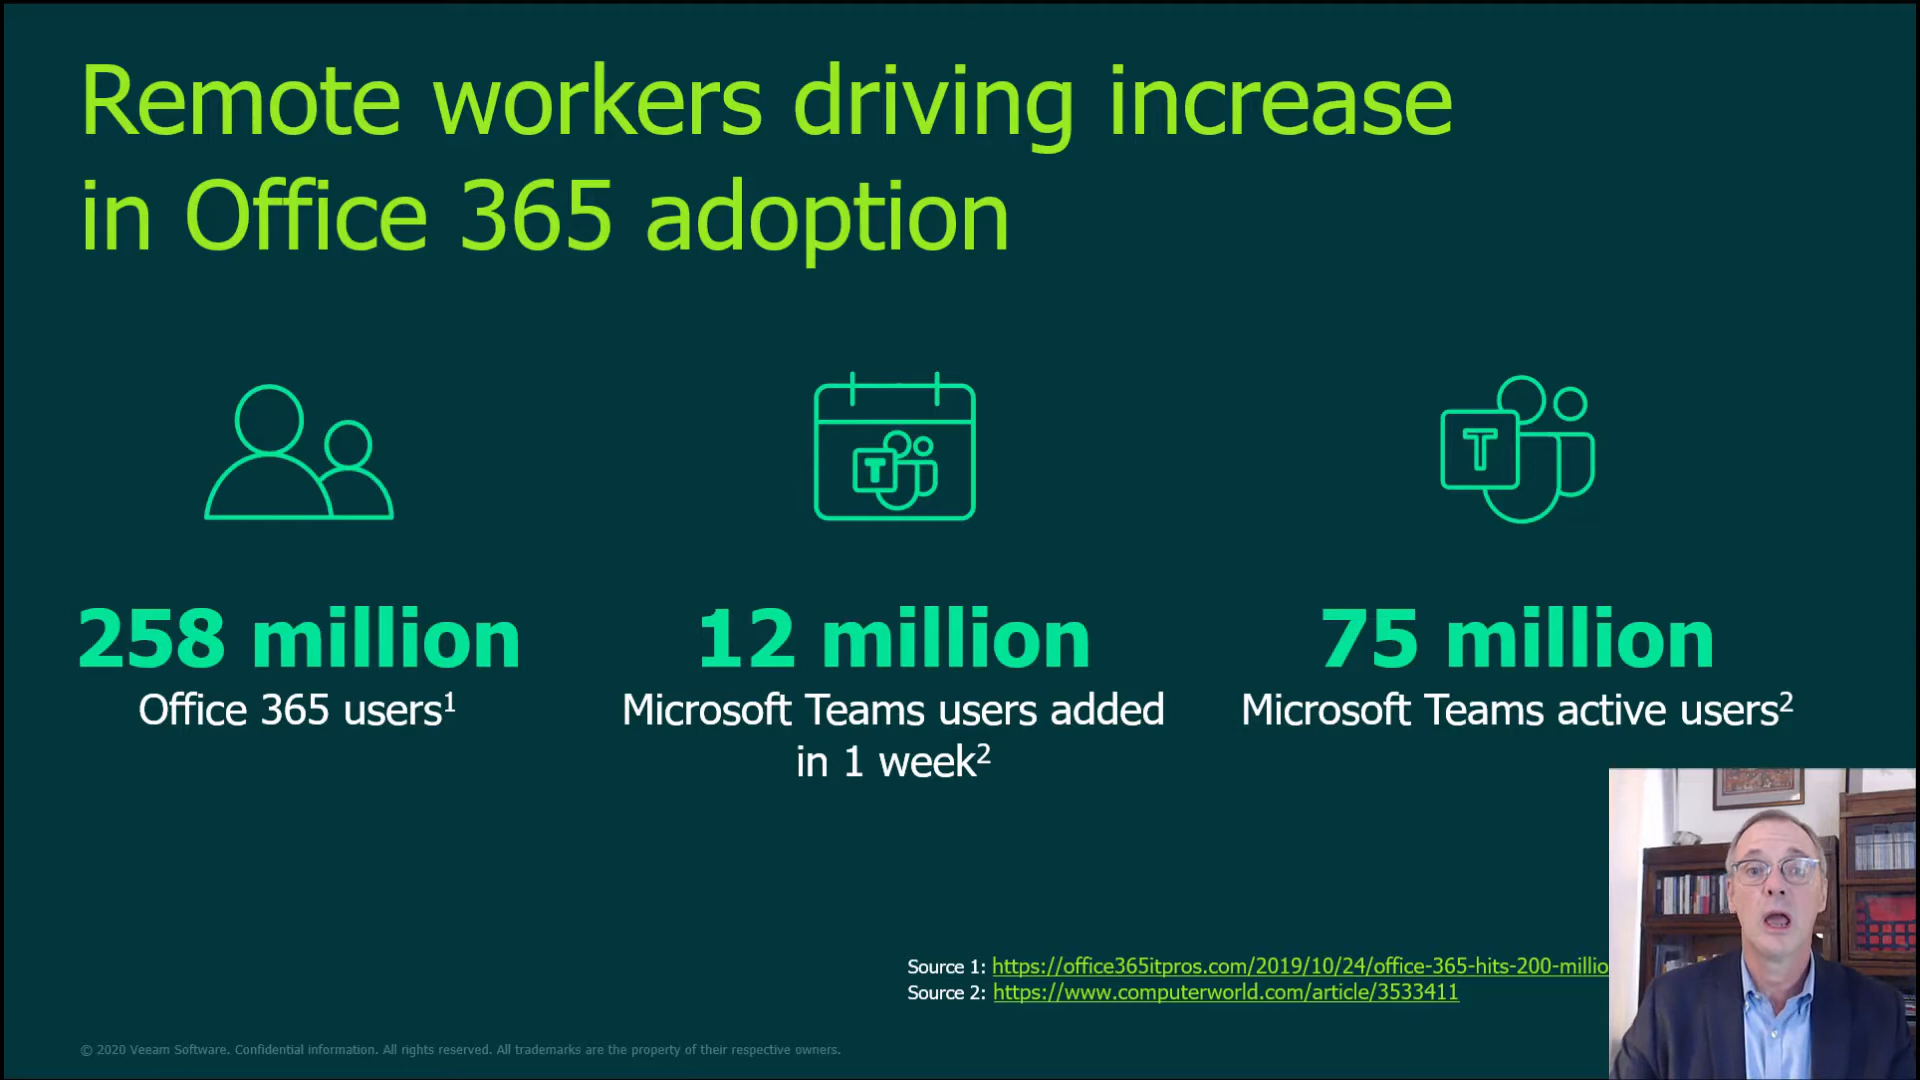 Remote workers driving increase
in Office 365 adoption
T
T
258 million
12 million
75 million
Office 365 users¹
Microsoft Teams users added
in 1 week²
Microsoft Teams active users²
Source 1: https://office365itpros.com/2019/10/24/office-365-hits-200-millio
Source 2: https://www.computerworld.com/article/3533411
© 2020 Veeam Software. Confidential information. All rights reserved. All trademarks are the property of their respective owners.